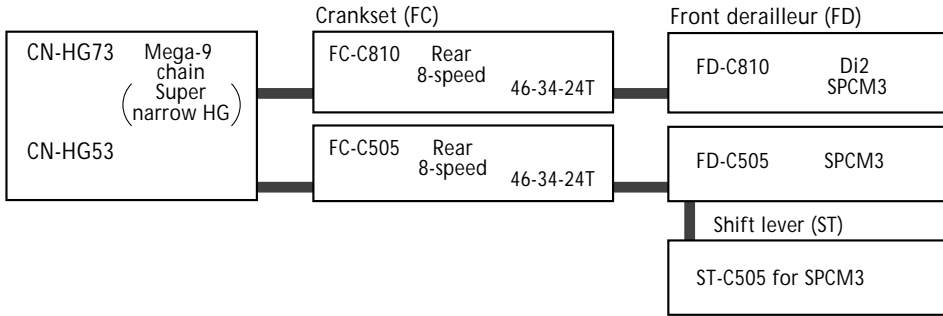 Crankset (FC)
Front derailleur (FD)
CN-HG73 Mega-9
chain
(Super
narrow HG)
CN-HG53
FC-C810 Rear
8-speed
46-34-24T
FD-C810 Di2
SPCM3
FC-C505 Rear
8-speed
46-34-24T
FD-C505 SPCM3
Shift lever (ST)
ST-C505 for SPCM3